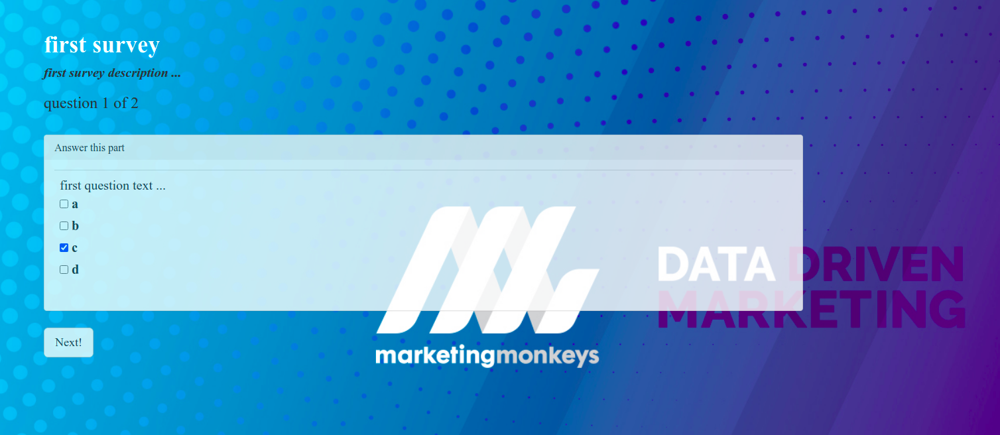 first survey
first survey description ...
question 1 of 2
Answer this part
first question text ...
a
b
c
d
DATA DRIVEN
MARKETING
Next!
marketingmonkeys